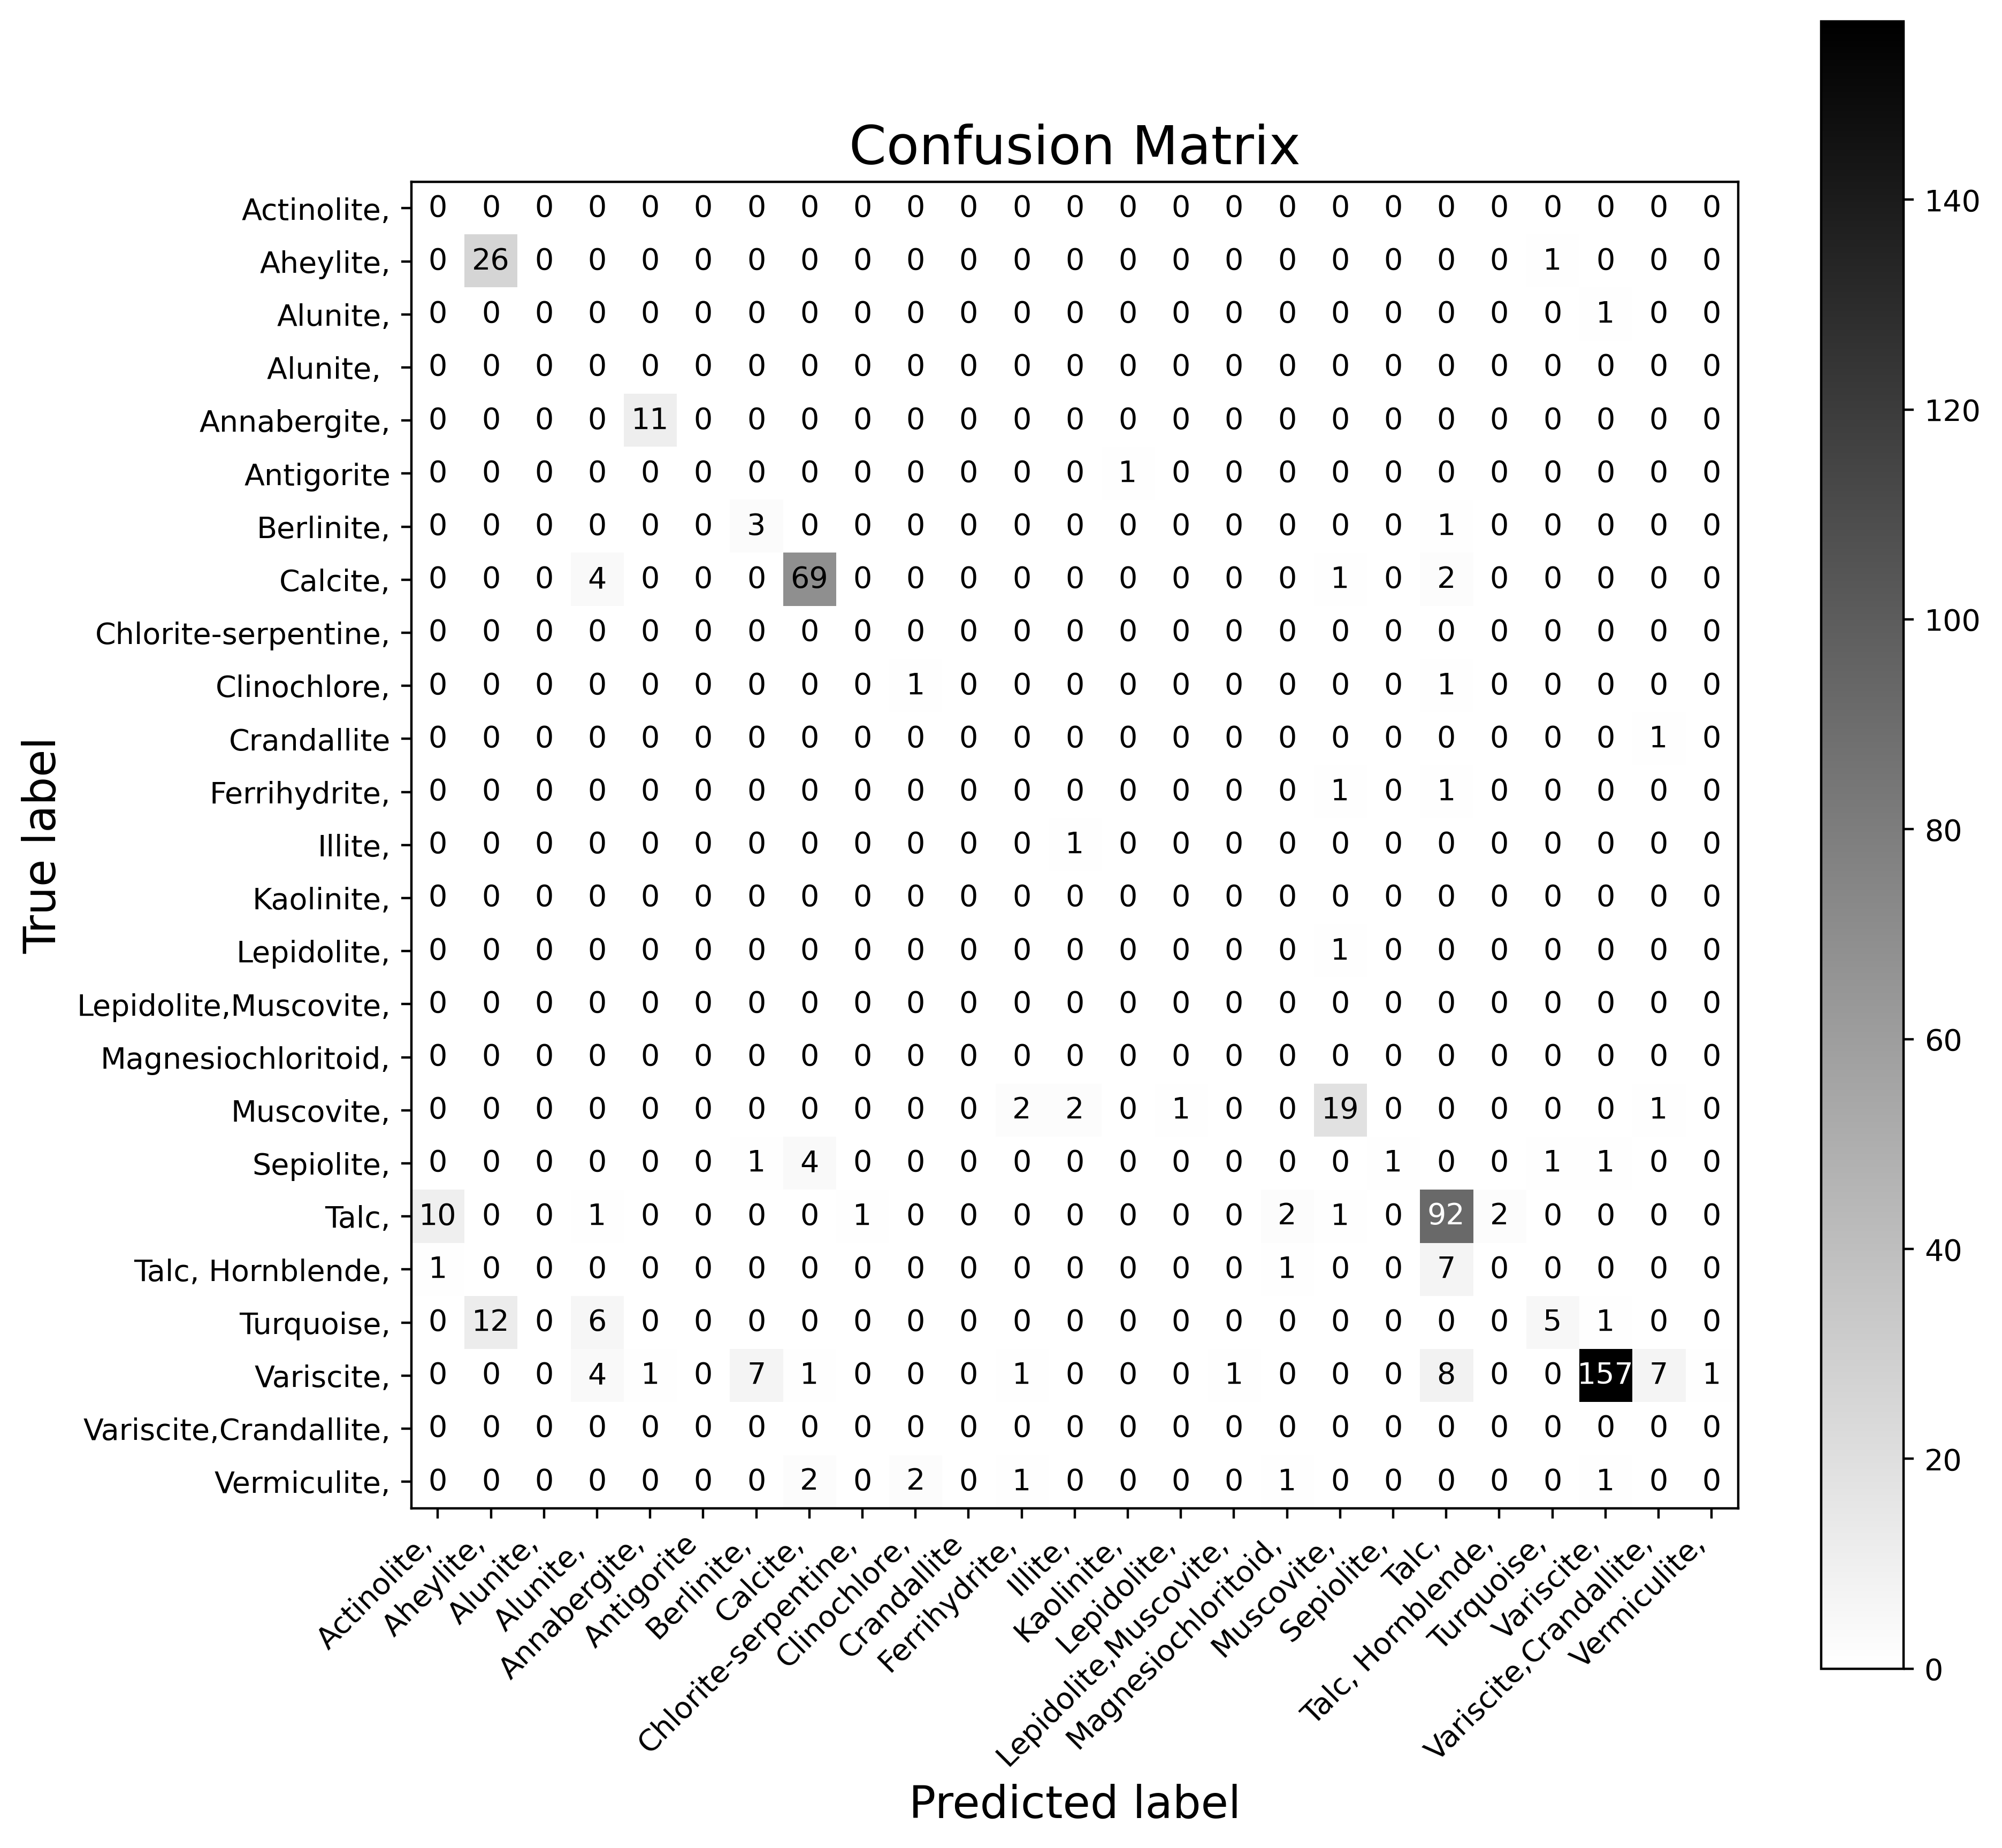 Confusion Matrix
Actinolite, 0 0 0 0 0 0 0 0 0 0 0 0 0 0 0 0 0 0 0 0 0 0 0 0 0
Aheylite, 0 26 0 0 0 0 0 0 0 0 0 0 0 0 0 0 0 0 0 0 0 1 0 0 0
Alunite, 0 0 0 0 0 0 0 0 0 0 0 0 0 0 0 0 0 0 0 0 0 0 1 0 0
Alunite, 0 0 0 0 0 0 0 0 0 0 0 0 0 0 0 0 0 0 0 0 0 0 0 0 0
Annabergite, 0 0 0 0 11 0 0 0 0 0 0 0 0 0 0 0 0 0 0 0 0 0 0 0 0
Antigorite 0 0 0 0 0 0 0 0 0 0 0 0 0 1 0 0 0 0 0 0 0 0 0 0 0
Berlinite, 0 0 0 0 0 0 3 0 0 0 0 0 0 0 0 0 0 0 0 1 0 0 0 0 0
Calcite, 0 0 0 4 0 0 0 69 0 0 0 0 0 0 0 0 0 1 0 2 0 0 0 0 0
Chlorite-serpentine, 0 0 0 0 0 0 0 0 0 0 0 0 0 0 0 0 0 0 0 0 0 0 0 0 0
Clinochlore, 0 0 0 0 0 0 0 0 0 1 0 0 0 0 0 0 0 0 0 1 0 0 0 0 0
Crandallite 0 0 0 0 0 0 0 0 0 0 0 0 0 0 0 0 0 0 0 0 0 0 0 1 0
Ferrihydrite, 0 0 0 0 0 0 0 0 0 0 0 0 0 0 0 0 0 1 0 1 0 0 0 0 0
Illite, 0 0 0 0 0 0 0 0 0 0 0 0 1 0 0 0 0 0 0 0 0 0 0 0 0
Kaolinite, 0 0 0 0 0 0 0 0 0 0 0 0 0 0 0 0 0 0 0 0 0 0 0 0 0
Lepidolite, 0 0 0 0 0 0 0 0 0 0 0 0 0 0 0 0 0 1 0 0 0 0 0 0 0
Lepidolite,Muscovite, 0 0 0 0 0 0 0 0 0 0 0 0 0 0 0 0 0 0 0 0 0 0 0 0 0
Magnesiochloritoid, 0 0 0 0 0 0 0 0 0 0 0 0 0 0 0 0 0 0 0 0 0 0 0 0 0
Muscovite, 0 0 0 0 0 0 0 0 0 0 0 2 2 0 1 0 0 19 0 0 0 0 0 1 0
Sepiolite, 0 0 0 0 0 0 1 4 0 0 0 0 0 0 0 0 0 0 1 0 0 1 1 0 0
Talc, 10 0 0 1 0 0 0 0 1 0 0 0 0 0 0 0 2 1 0 92 2 0 0 0 0
Talc, Hornblende, 1 0 0 0 0 0 0 0 0 0 0 0 0 0 0 0 1 0 0 7 0 0 0 0 0
Turquoise, 0 12 0 6 0 0 0 0 0 0 0 0 0 0 0 0 0 0 0 0 0 5 1 0 0
Variscite, 0 0 0 4 1 0 7 1 0 0 0 1 0 0 0 1 0 0 0 8 0 0 157 7 1
Variscite,Crandallite, 0 0 0 0 0 0 0 0 0 0 0 0 0 0 0 0 0 0 0 0 0 0 0 0 0
Vermiculite, 0 0 0 0 0 0 0 2 0 2 0 1 0 0 0 0 1 0 0 0 0 0 1 0 0
Actinolite,
Aheylite,
Alunite,
Alunite,
Annabergite,
Antigorite
Berlinite,
Calcite,
Chlorite-serpentine,
Clinochlore,
Crandallite
Ferrihydrite,
Illite,
Kaolinite,
Lepidolite,
Lepidolite,Muscovite,
Magnesiochloritoid,
Muscovite,
Sepiolite,
Talc,
Talc, Hornblende,
Turquoise,
Variscite,
Variscite,Crandallite,
Vermiculite,
True label
Predicted label
140
120
100
80
60
40
20
0